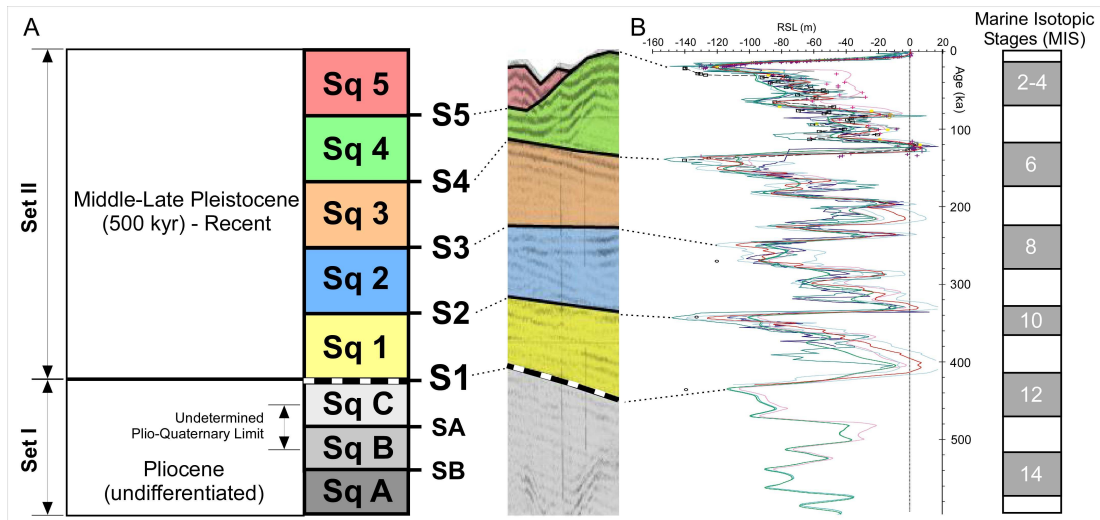 A
B
RSL (m)
-160 -140 -120 -100 -80 -60 -40 -20 0 20
Marine Isotopic
Stages (MIS)
Set II
Middle-Late Pleistocene
(500 kyr) - Recent
Sq 5
Sq 4
Sq 3
Sq 2
Sq 1
S5
S4
S3
S2
S1
Set I
Undetermined
Plio-Quaternary Limit
Pliocene
(undifferentiated)
Sq C
Sq B
Sq A
SA
SB
0
Age (ka)
100
200
300
400
500
2-4
6
8
10
12
14